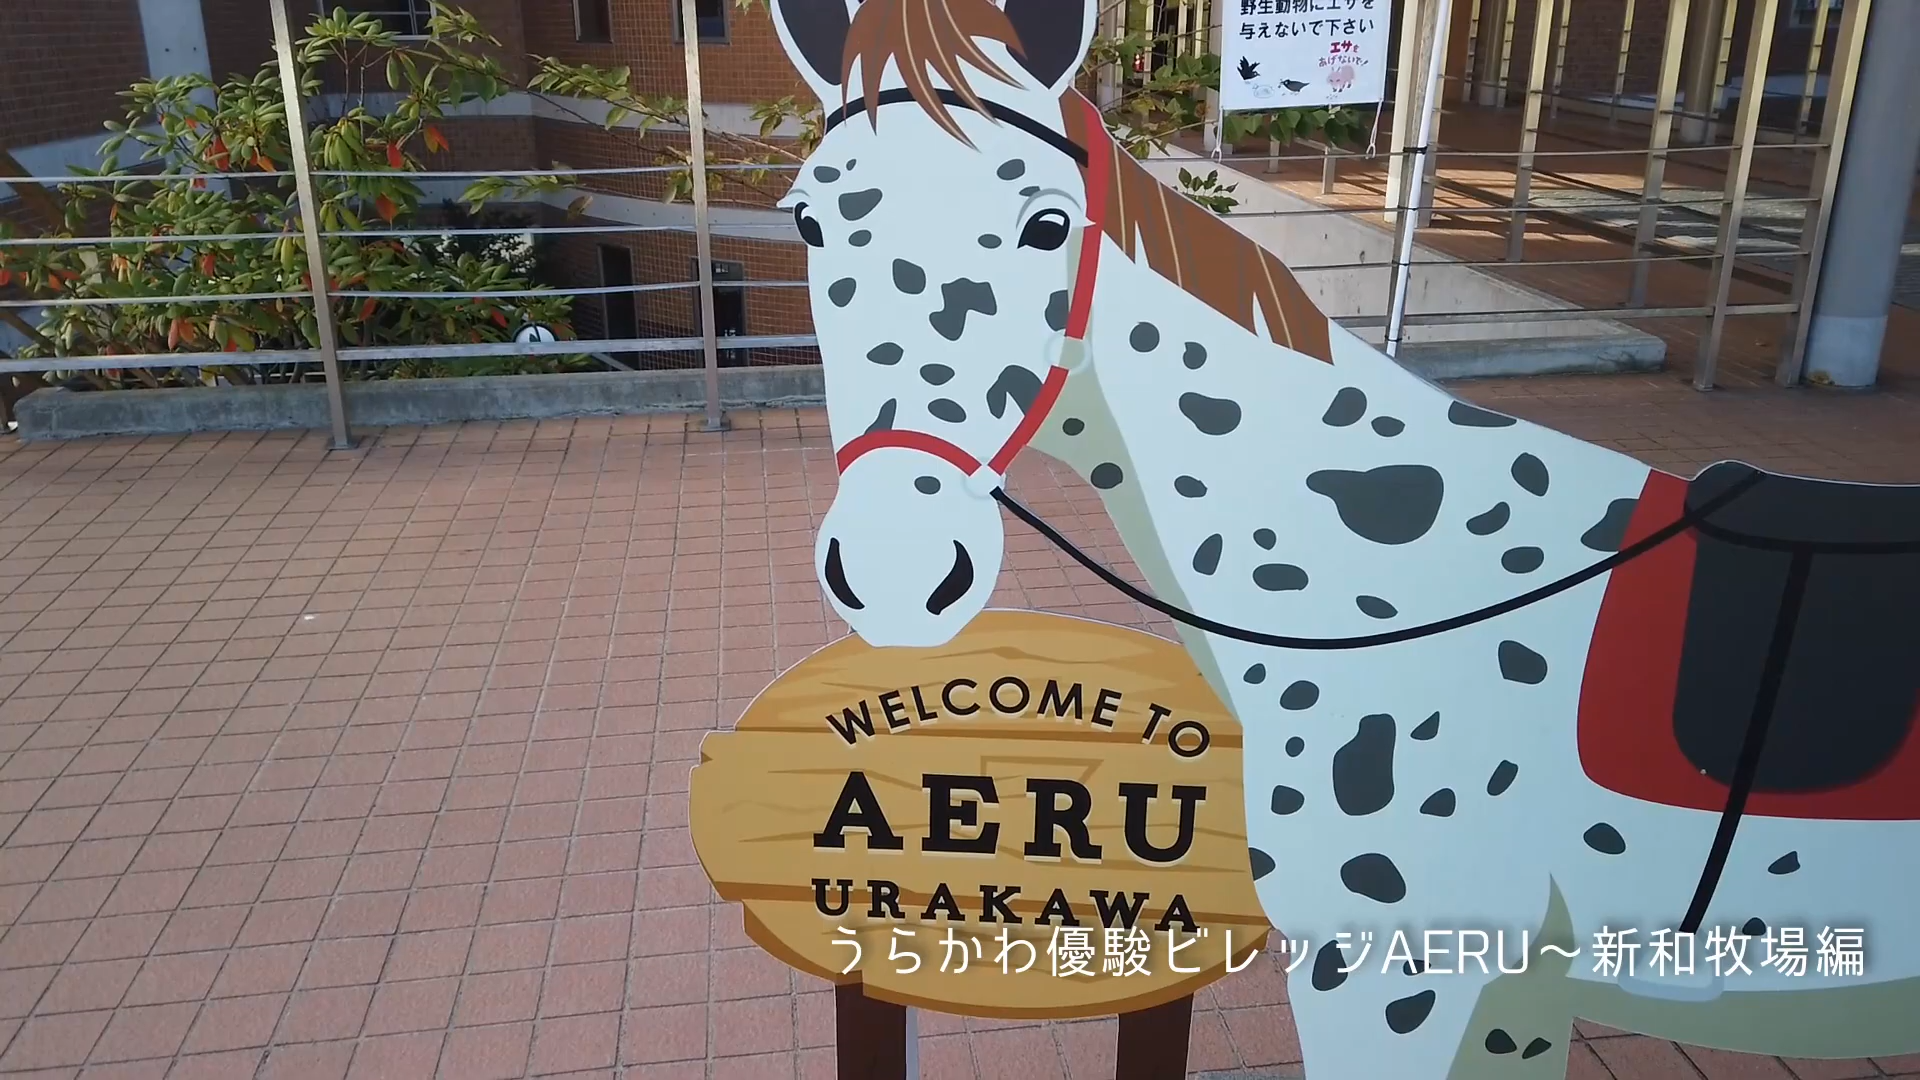 野生動物にエサを
与えないで下さい
エサを
あげないで!
WELCOME TO
AERU
URAKAWA
うらかわ優駿ビレッジAERU〜新和牧場編